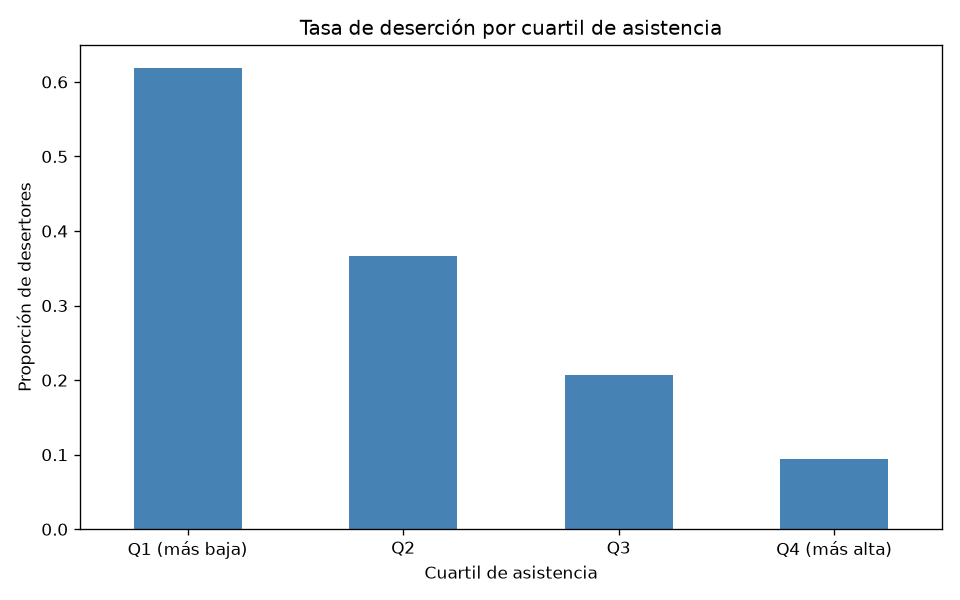 Tasa de deserción por cuartil de asistencia
Proporción de desertores
0.6
0.5
0.4
0.3
0.2
0.1
0.0
Q1 (más baja)
Q2
Q3
Q4 (más alta)
Cuartil de asistencia